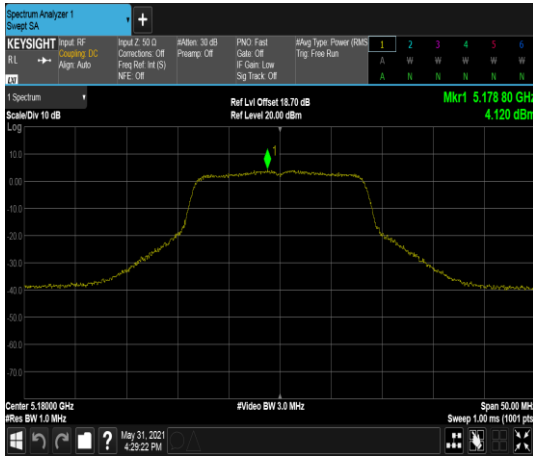 Spectrum Analyzer 1
Swept SA
+
KEYSIGHT
RL
LXI
Input: RF
Coupling: DC
Align: Auto
Input Z: 50 Ω
Corrections: Off
Freq Ref: Int (S)
NFE: Off
#Atten: 30 dB
Preamp: Off
PNO: Fast
Gate: Off
IF Gain: Low
Sig Track: Off
#Avg Type: Power (RMS
Trig: Free Run
1 2 3 4 5 6
A W W W W W
A N N N N N
1 Spectrum
Scale/Div 10 dB
Ref Lvl Offset 18.70 dB
Ref Level 20.00 dBm
Mkr1 5.178 80 GHz
4.120 dBm
Log
1
10.0
0.00
-10.0
-20.0
-30.0
-40.0
-50.0
-60.0
-70.0
Center 5.18000 GHz
#Video BW 3.0 MHz
Span 50.00 MHz
#Res BW 1.0 MHz
Sweep 1.00 ms (1001 pts)
?
May 31, 2021
4:29:22 PM